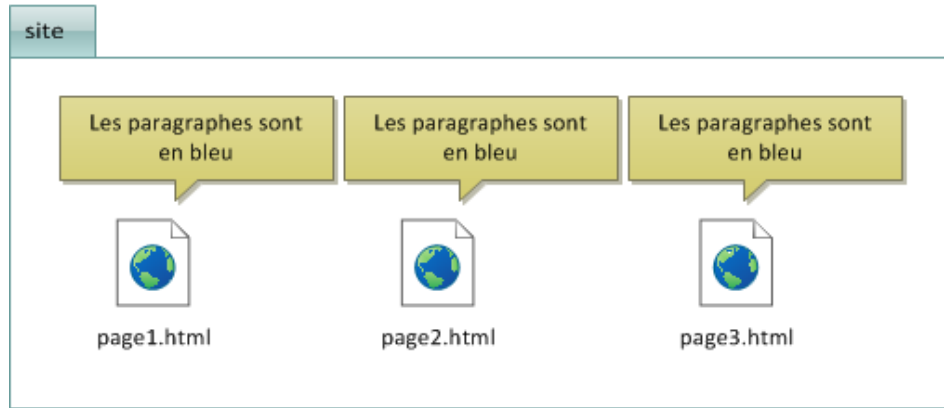 site
Les paragraphes sont
en bleu
Les paragraphes sont
en bleu
Les paragraphes sont
en bleu
page1.html
page2.html
page3.html